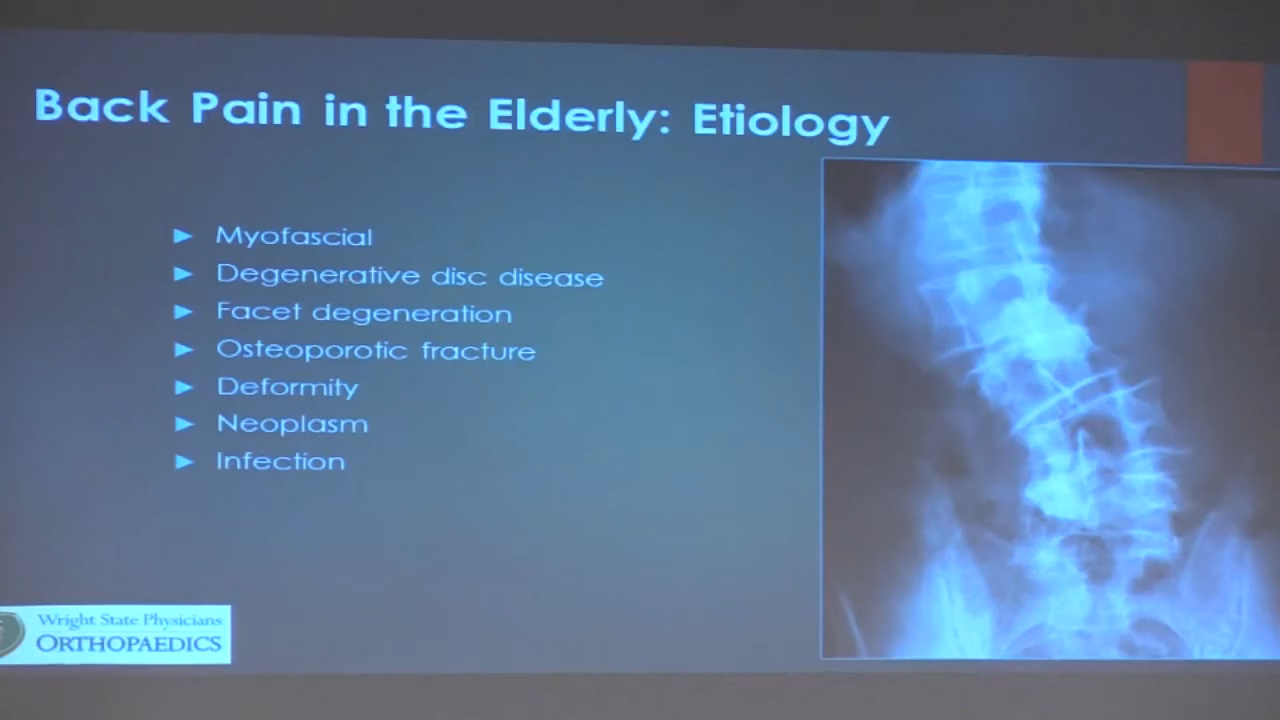 Back Pain in the Elderly: Etiology
Myofascial
Degenerative disc disease
Facet degeneration
Osteoporotic fracture
Deformity
Neoplasm
Infection
Wright State Physicians
ORTHOPAEDICS